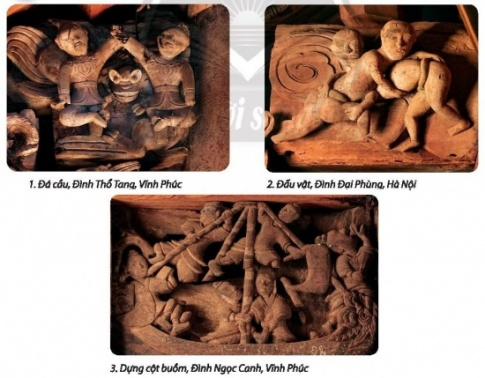 1. Đá cầu, Đình Thổ Tang, Vĩnh Phúc
2. Đấu vật, Đình Đại Phùng, Hà Nội
3. Dựng cột buồm, Đình Ngọc Canh, Vĩnh Phúc